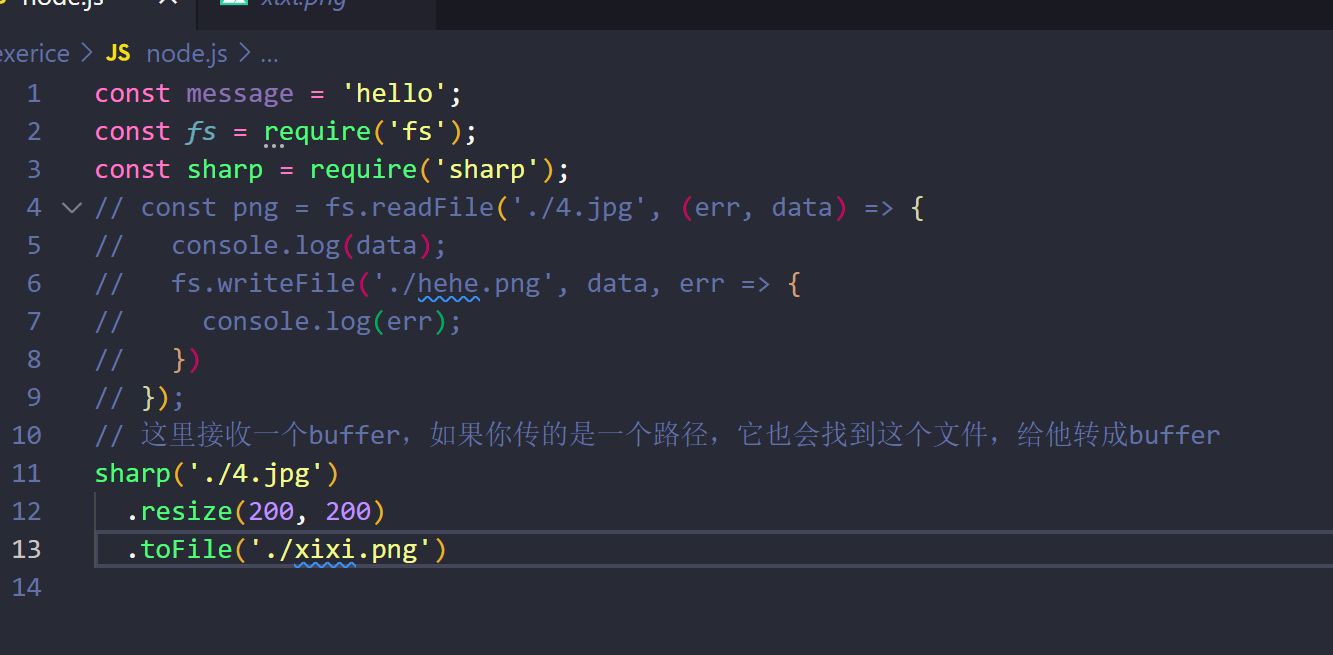 node.js × xixi.png
exerice > JS node.js > ...
1 const message = 'hello';
2 const fs = require('fs');
3 const sharp = require('sharp');
4 // const png = fs.readFile('./4.jpg', (err, data) => {
5 //   console.log(data);
6 //   fs.writeFile('./hehe.png', data, err => {
7 //     console.log(err);
8 //   })
9 // });
10 // 这里接收一个buffer，如果你传的是一个路径，它也会找到这个文件，给他转成buffer
11 sharp('./4.jpg')
12   .resize(200, 200)
13   .toFile('./xixi.png')
14